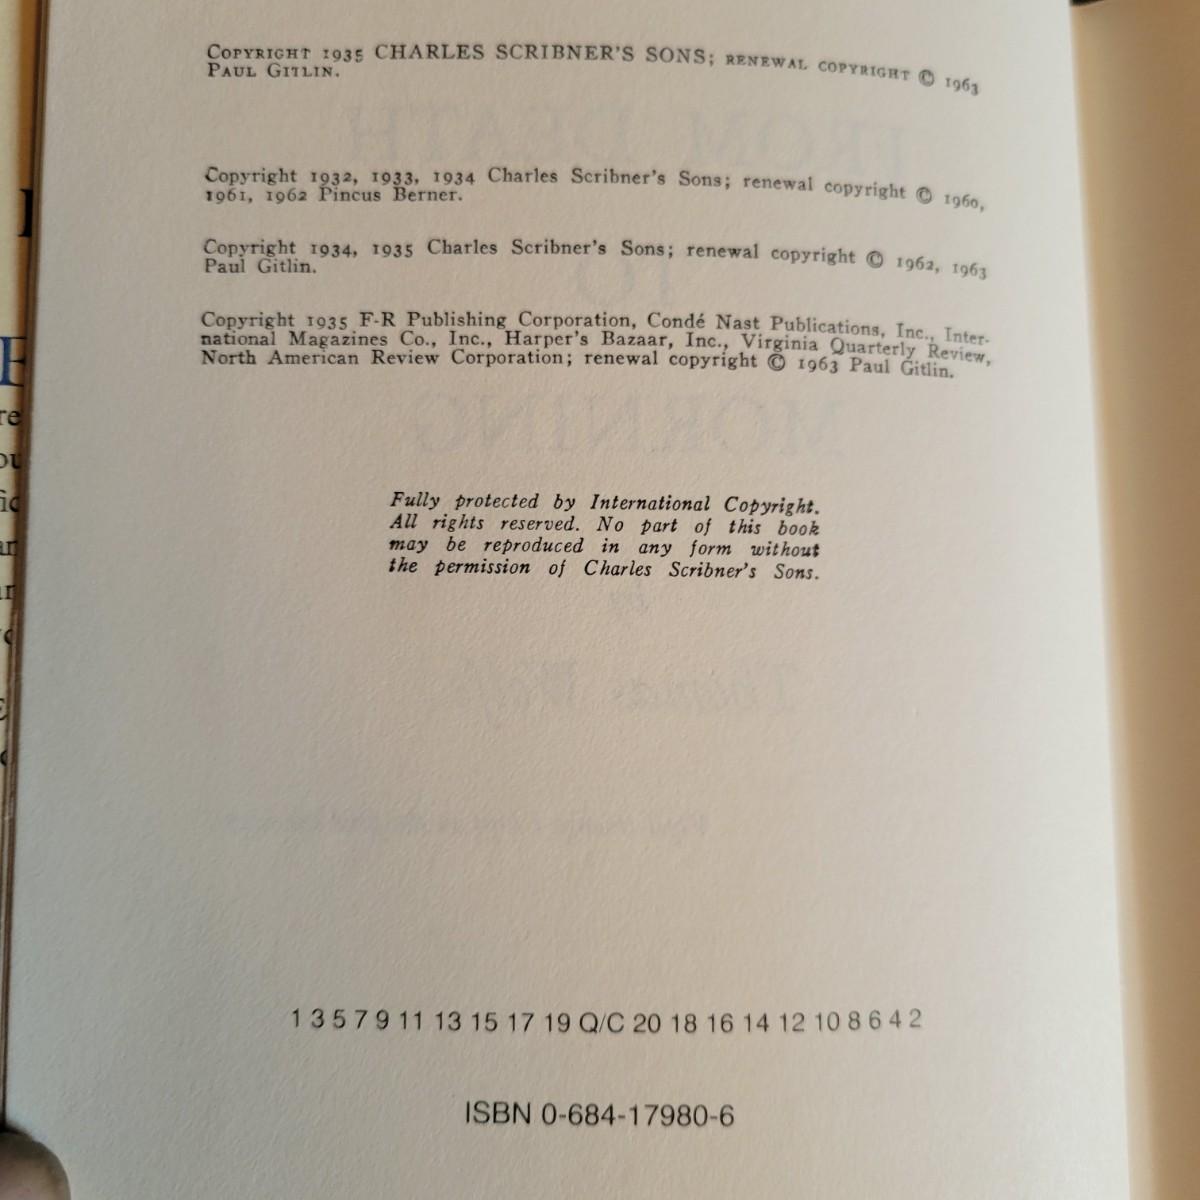 COPYRIGHT 1935 CHARLES SCRIBNER'S SONS; RENEWAL COPYRIGHT © 1963
PAUL GITLIN.
Copyright 1932, 1933, 1934 Charles Scribner's Sons; renewal copyright © 1960,
1961, 1962 Pincus Berner.
Copyright 1934, 1935 Charles Scribner's Sons; renewal copyright © 1962, 1963
Paul Gitlin.
Copyright 1935 F-R Publishing Corporation, Condé Nast Publications, Inc., Inter-
national Magazines Co., Inc., Harper's Bazaar, Inc., Virginia Quarterly Review,
North American Review Corporation; renewal copyright © 1963 Paul Gitlin.
Fully protected by International Copyright.
All rights reserved. No part of this book
may be reproduced in any form without
the permission of Charles Scribner's Sons.
1 3 5 7 9 11 13 15 17 19 Q/C 20 18 16 14 12 10 8 6 4 2
ISBN 0-684-17980-6